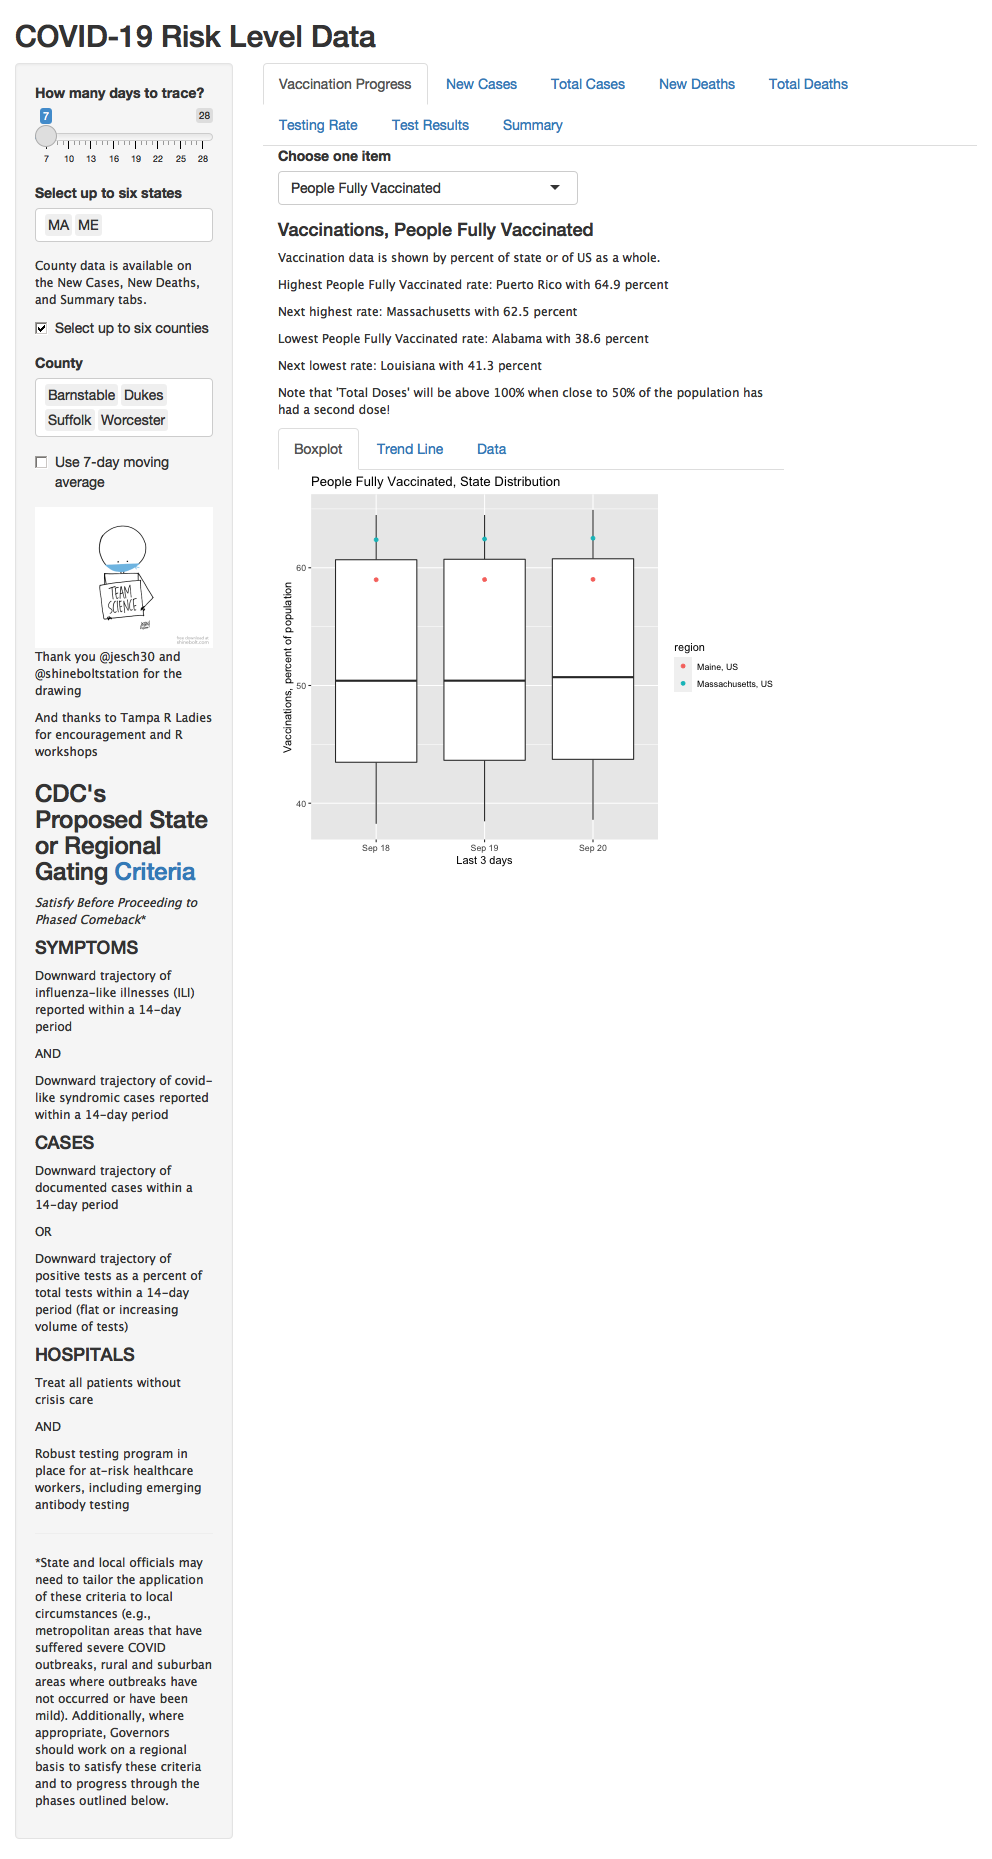 COVID-19 Risk Level Data
How many days to trace?
7 28
7 10 13 16 19 22 25 28
Select up to six states
MA ME
County data is available on
the New Cases, New Deaths,
and Summary tabs.
Select up to six counties
County
Barnstable Dukes
Suffolk Worcester
Use 7-day moving
average
TEAM
SCIENCE
Thank you @jesch30 and
@shineboltstation for the
drawing
And thanks to Tampa R Ladies
for encouragement and R
workshops
CDC's
Proposed State
or Regional
Gating Criteria
Satisfy Before Proceeding to
Phased Comeback*
SYMPTOMS
Downward trajectory of
influenza-like illnesses (ILI)
reported within a 14-day
period
AND
Downward trajectory of covid-
like syndromic cases reported
within a 14-day period
CASES
Downward trajectory of
documented cases within a
14-day period
OR
Downward trajectory of
positive tests as a percent of
total tests within a 14-day
period (flat or increasing
volume of tests)
HOSPITALS
Treat all patients without
crisis care
AND
Robust testing program in
place for at-risk healthcare
workers, including emerging
antibody testing
*State and local officials may
need to tailor the application
of these criteria to local
circumstances (e.g.,
metropolitan areas that have
suffered severe COVID
outbreaks, rural and suburban
areas where outbreaks have
not occurred or have been
mild). Additionally, where
appropriate, Governors
should work on a regional
basis to satisfy these criteria
and to progress through the
phases outlined below.
Vaccination Progress New Cases Total Cases New Deaths Total Deaths
Testing Rate Test Results Summary
Choose one item
People Fully Vaccinated
Vaccinations, People Fully Vaccinated
Vaccination data is shown by percent of state or of US as a whole.
Highest People Fully Vaccinated rate: Puerto Rico with 64.9 percent
Next highest rate: Massachusetts with 62.5 percent
Lowest People Fully Vaccinated rate: Alabama with 38.6 percent
Next lowest rate: Louisiana with 41.3 percent
Note that 'Total Doses' will be above 100% when close to 50% of the population has
had a second dose!
Boxplot Trend Line Data
People Fully Vaccinated, State Distribution
Vaccinations, percent of population
60
50
40
Sep 18 Sep 19 Sep 20
Last 3 days
region
Maine, US
Massachusetts, US